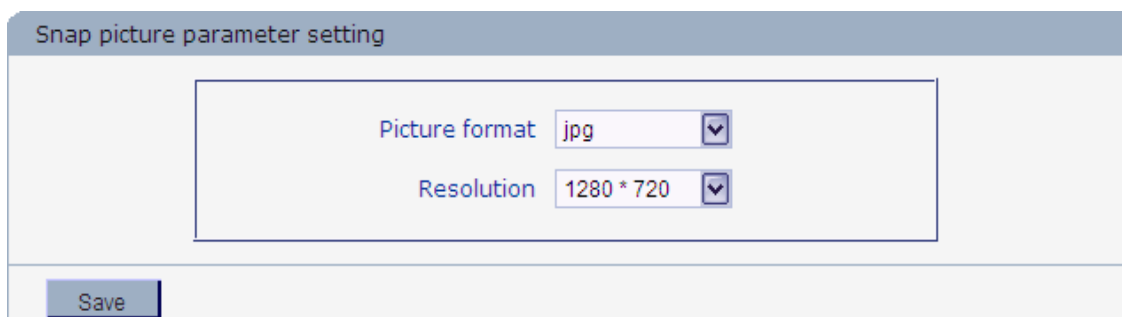 Snap picture parameter setting
Picture format jpg
Resolution 1280 * 720
Save